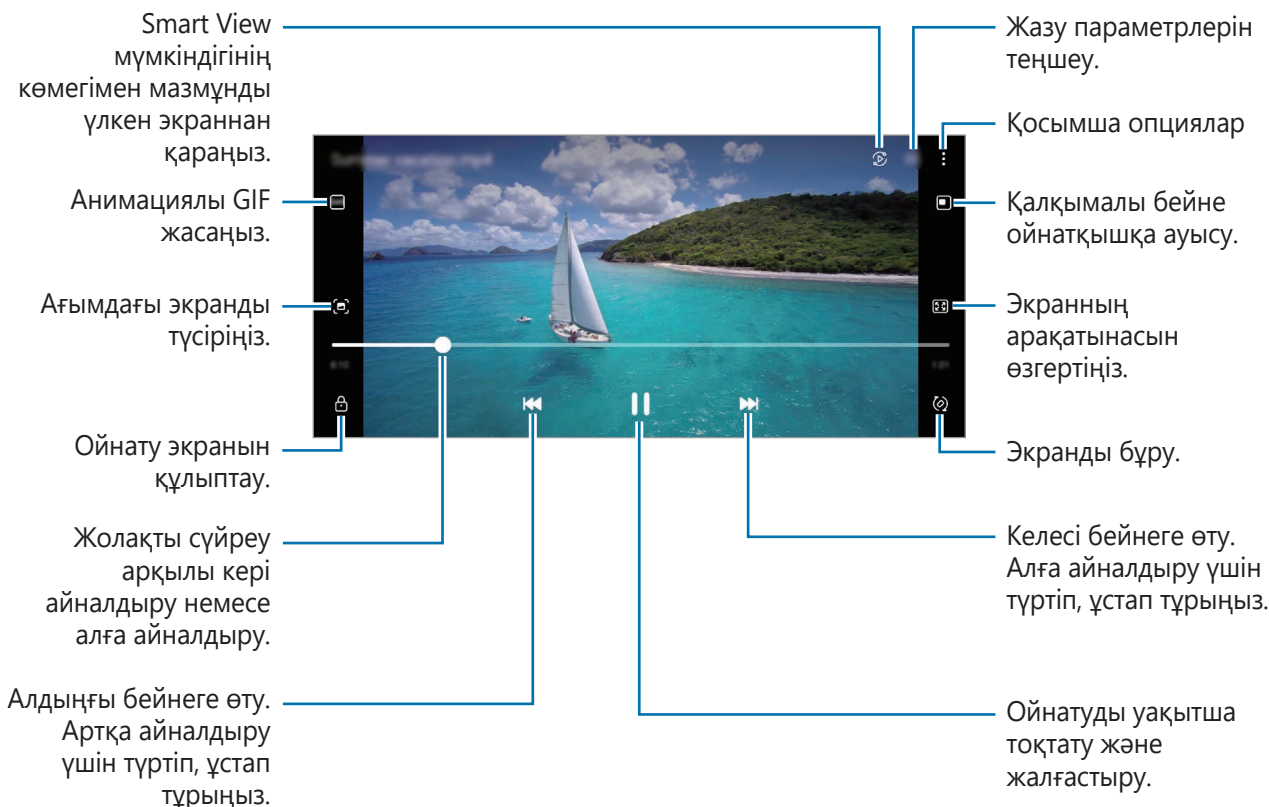 Smart View
мүмкіндігінің
көмегімен мазмұнды
үлкен экраннан
қараңыз.
Анимациялы GIF
жасаңыз.
Ағымдағы экранды
түсіріңіз.
Ойнату экранын
құлыптау.
Жолақты сүйреу
арқылы кері
айналдыру немесе
алға айналдыру.
Алдыңғы бейнеге өту.
Артқа айналдыру
үшін түртіп, ұстап
тұрыңыз.
Жазу параметрлерін
теңшеу.
Қосымша опциялар
Қалқымалы бейне
ойнатқышқа ауысу.
Экранның
арақатынасын
өзгертіңіз.
Экранды бұру.
Келесі бейнеге өту.
Алға айналдыру үшін
түртіп, ұстап тұрыңыз.
Ойнатуды уақытша
тоқтату және
жалғастыру.